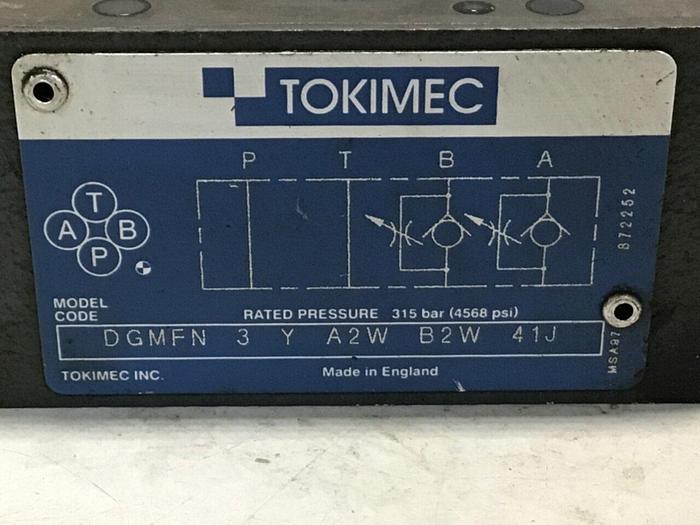 TOKIMEC
P T B A
T
A B
P
872252
MODEL
CODE
RATED PRESSURE 315 bar (4568 psi)
DGMFN 3 Y A2W B2W 41J
MSA97
TOKIMEC INC.
Made in England